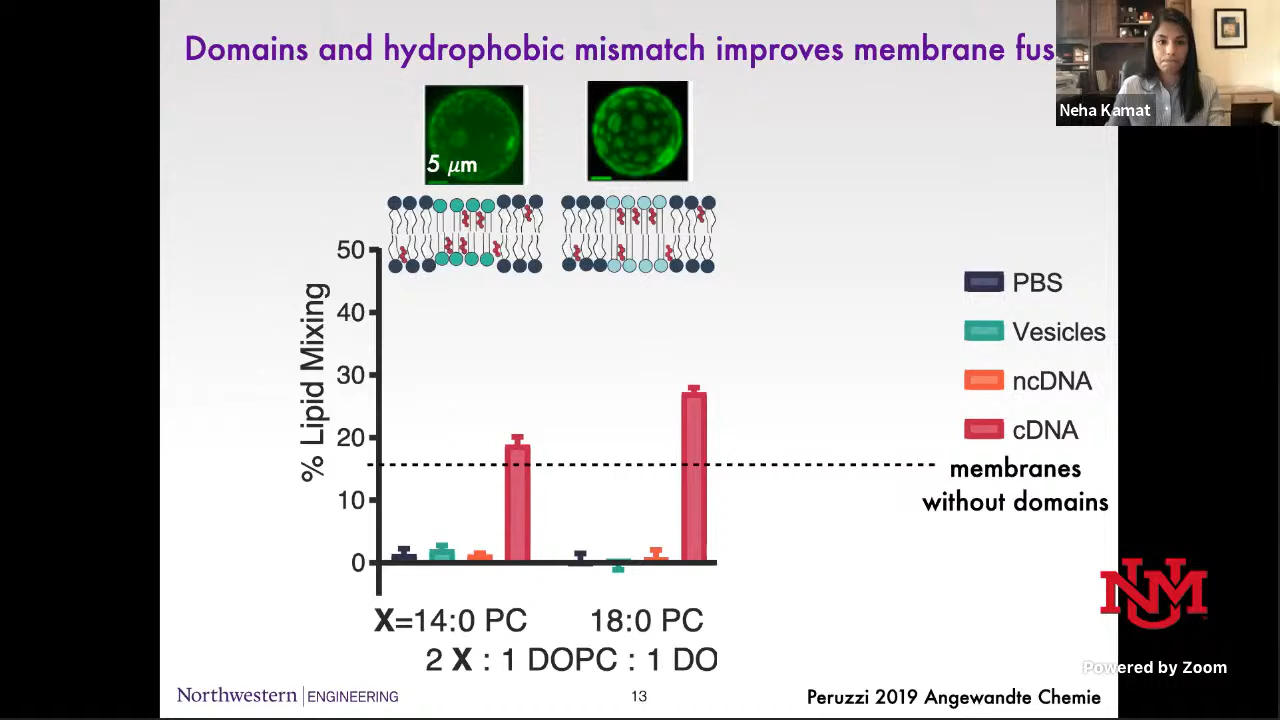 Domains and hydrophobic mismatch improves membrane fus
Neha Kamat
5 μm
50
40
30
20
10
0
% Lipid Mixing
PBS
Vesicles
ncDNA
cDNA
membranes
without domains
X=14:0 PC
18:0 PC
2 X : 1 DOPC : 1 DO
UNM
Powered by Zoom
Northwestern | ENGINEERING
13
Peruzzi 2019 Angewandte Chemie